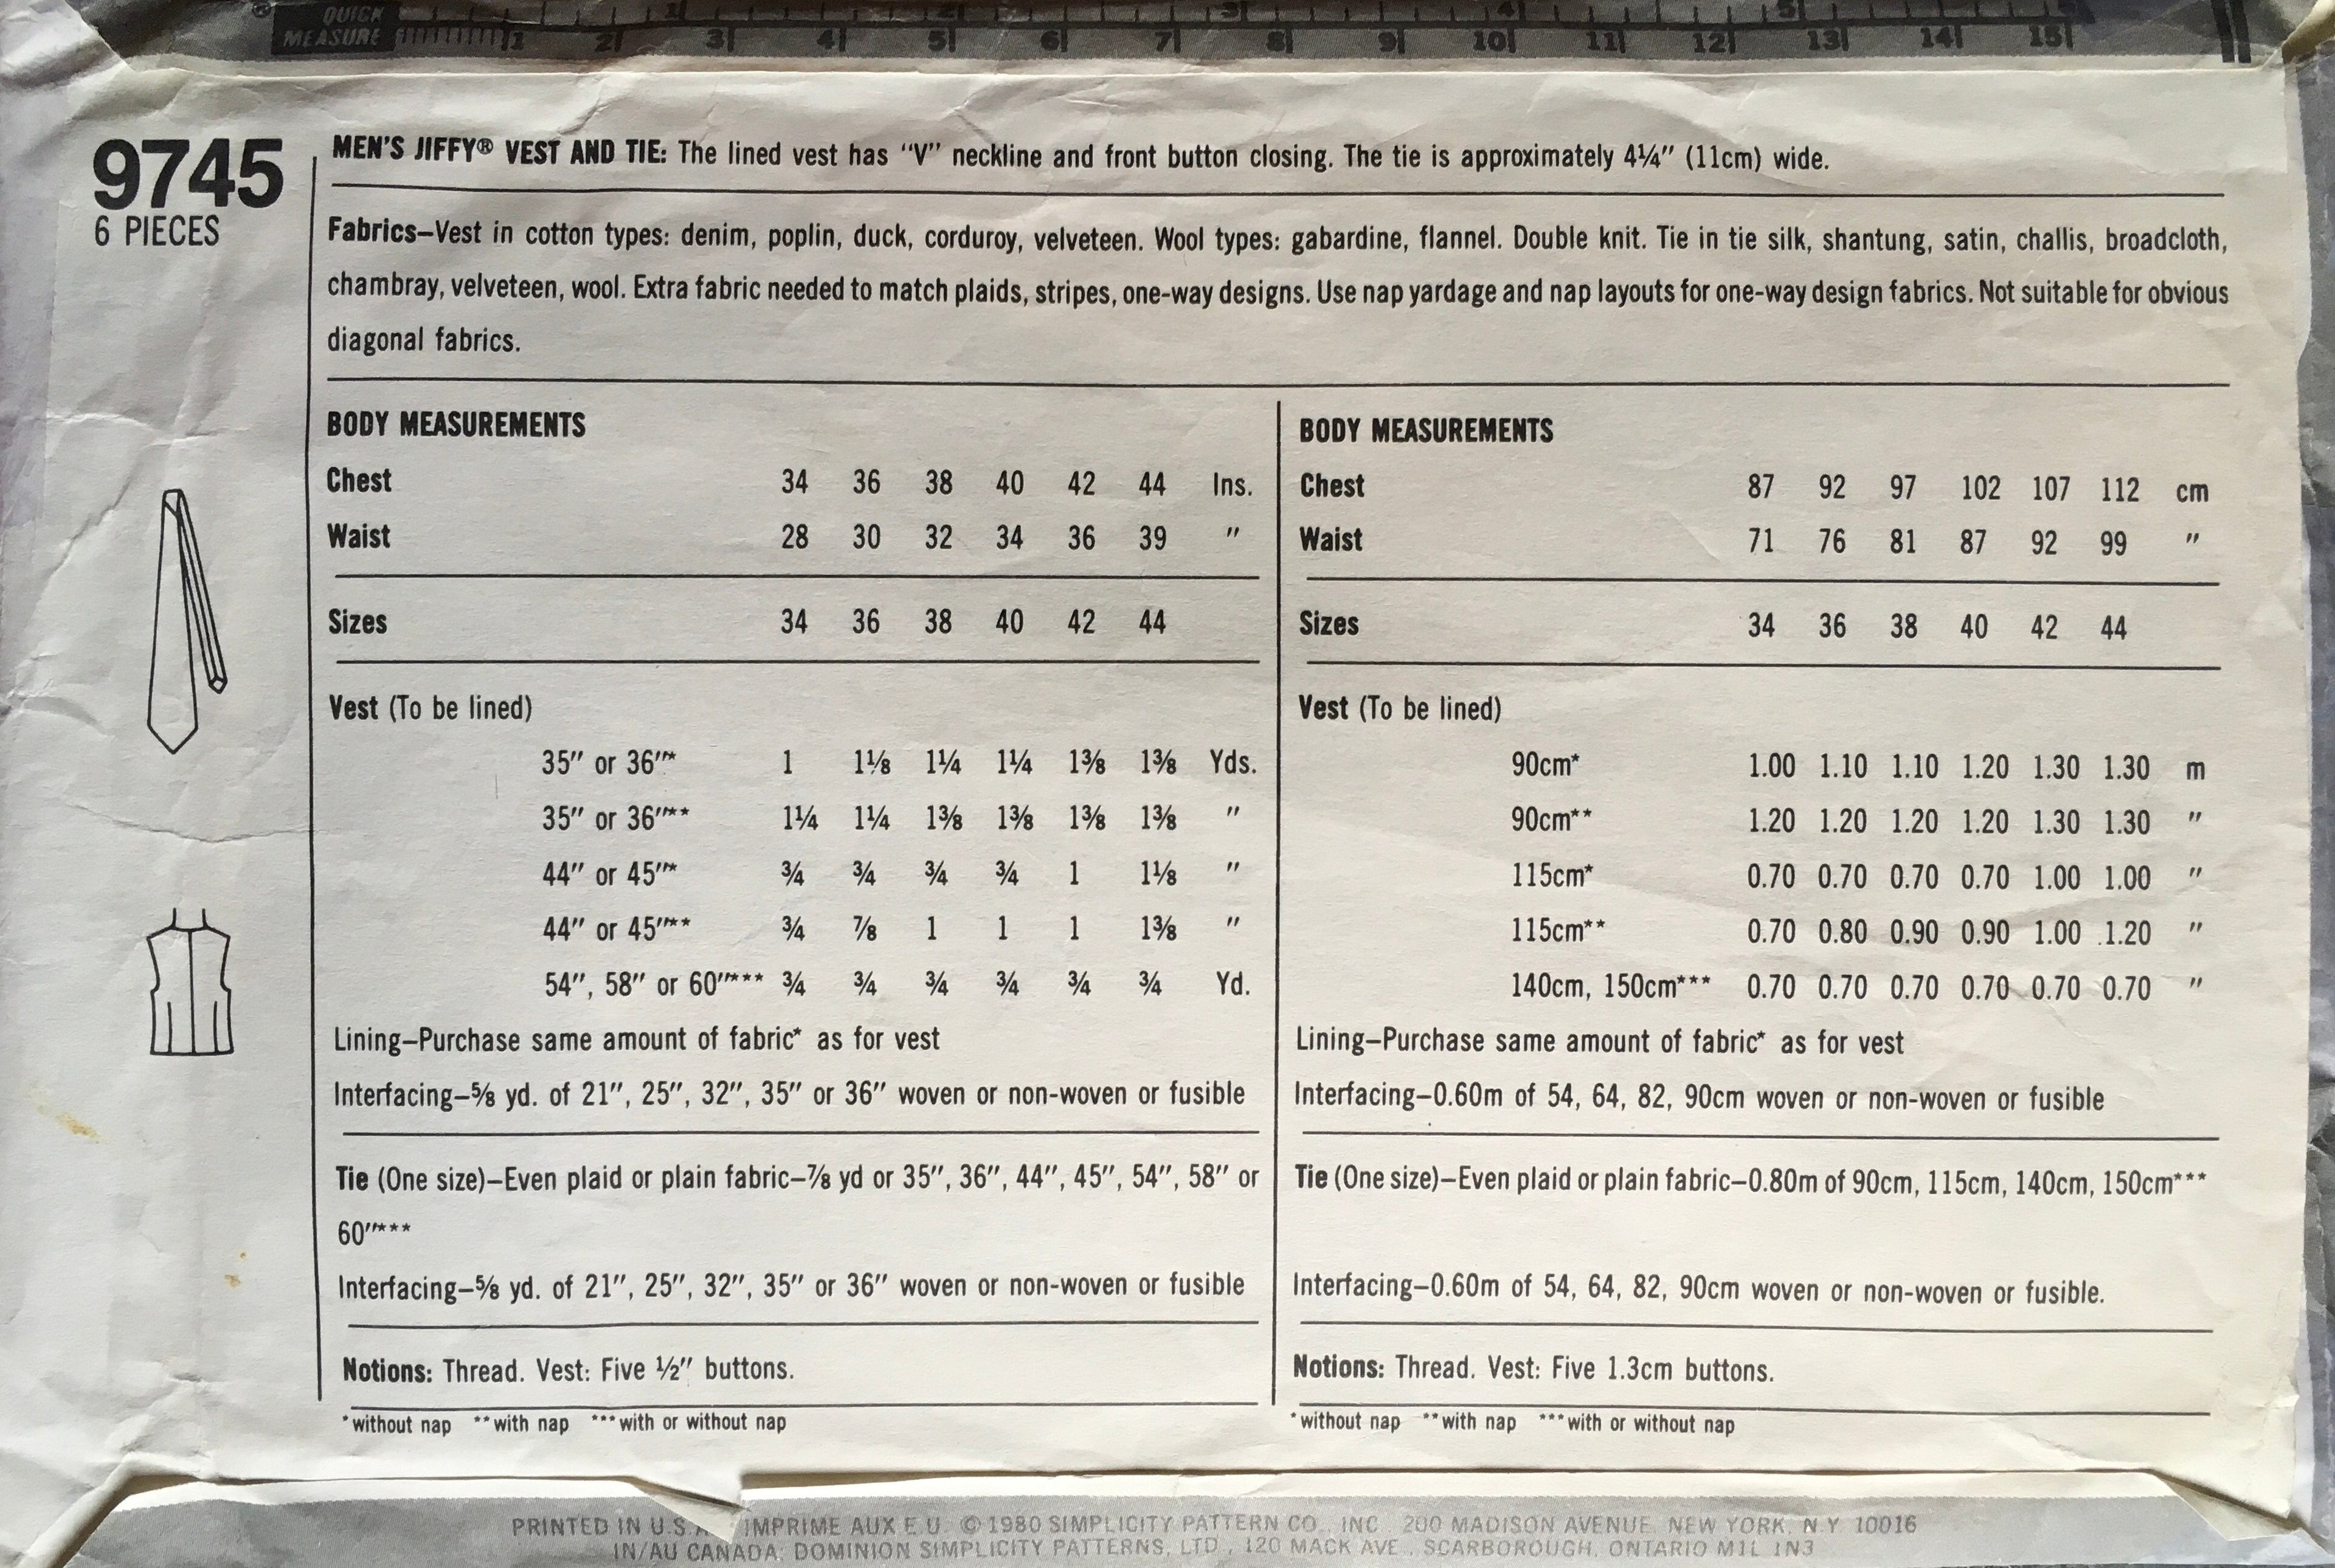 QUICK
MEASURE
1 2 3 4 5
1 2 3 4 5 6 7 8 9 10 11 12 13 14 15
9745
6 PIECES
MEN'S JIFFY® VEST AND TIE: The lined vest has "V" neckline and front button closing. The tie is approximately 4¼" (11cm) wide.
Fabrics–Vest in cotton types: denim, poplin, duck, corduroy, velveteen. Wool types: gabardine, flannel. Double knit. Tie in tie silk, shantung, satin, challis, broadcloth,
chambray, velveteen, wool. Extra fabric needed to match plaids, stripes, one-way designs. Use nap yardage and nap layouts for one-way design fabrics. Not suitable for obvious
diagonal fabrics.
BODY MEASUREMENTS
Chest 34 36 38 40 42 44 Ins.
Waist 28 30 32 34 36 39 "
Sizes 34 36 38 40 42 44
Vest (To be lined)
35" or 36"* 1 1⅛ 1¼ 1¼ 1⅜ 1⅜ Yds.
35" or 36"** 1¼ 1¼ 1⅜ 1⅜ 1⅜ 1⅜ "
44" or 45"* ¾ ¾ ¾ ¾ 1 1⅛ "
44" or 45"** ¾ ⅞ 1 1 1 1⅜ "
54", 58" or 60"*** ¾ ¾ ¾ ¾ ¾ ¾ Yd.
Lining–Purchase same amount of fabric* as for vest
Interfacing–⅝ yd. of 21", 25", 32", 35" or 36" woven or non-woven or fusible
Tie (One size)–Even plaid or plain fabric–⅞ yd or 35", 36", 44", 45", 54", 58" or
60"***
Interfacing–⅝ yd. of 21", 25", 32", 35" or 36" woven or non-woven or fusible
Notions: Thread. Vest: Five ½" buttons.
*without nap **with nap ***with or without nap
BODY MEASUREMENTS
Chest 87 92 97 102 107 112 cm
Waist 71 76 81 87 92 99 "
Sizes 34 36 38 40 42 44
Vest (To be lined)
90cm* 1.00 1.10 1.10 1.20 1.30 1.30 m
90cm** 1.20 1.20 1.20 1.20 1.30 1.30 "
115cm* 0.70 0.70 0.70 0.70 1.00 1.00 "
115cm** 0.70 0.80 0.90 0.90 1.00 1.20 "
140cm, 150cm*** 0.70 0.70 0.70 0.70 0.70 0.70 "
Lining–Purchase same amount of fabric* as for vest
Interfacing–0.60m of 54, 64, 82, 90cm woven or non-woven or fusible
Tie (One size)–Even plaid or plain fabric–0.80m of 90cm, 115cm, 140cm, 150cm***
Interfacing–0.60m of 54, 64, 82, 90cm woven or non-woven or fusible.
Notions: Thread. Vest: Five 1.3cm buttons.
*without nap **with nap ***with or without nap
PRINTED IN U.S.A. IMPRIME AUX E.U. © 1980 SIMPLICITY PATTERN CO., INC. 200 MADISON AVENUE, NEW YORK, N.Y. 10016
IN/AU CANADA: DOMINION SIMPLICITY PATTERNS, LTD., 120 MACK AVE., SCARBOROUGH, ONTARIO M1L 1N3